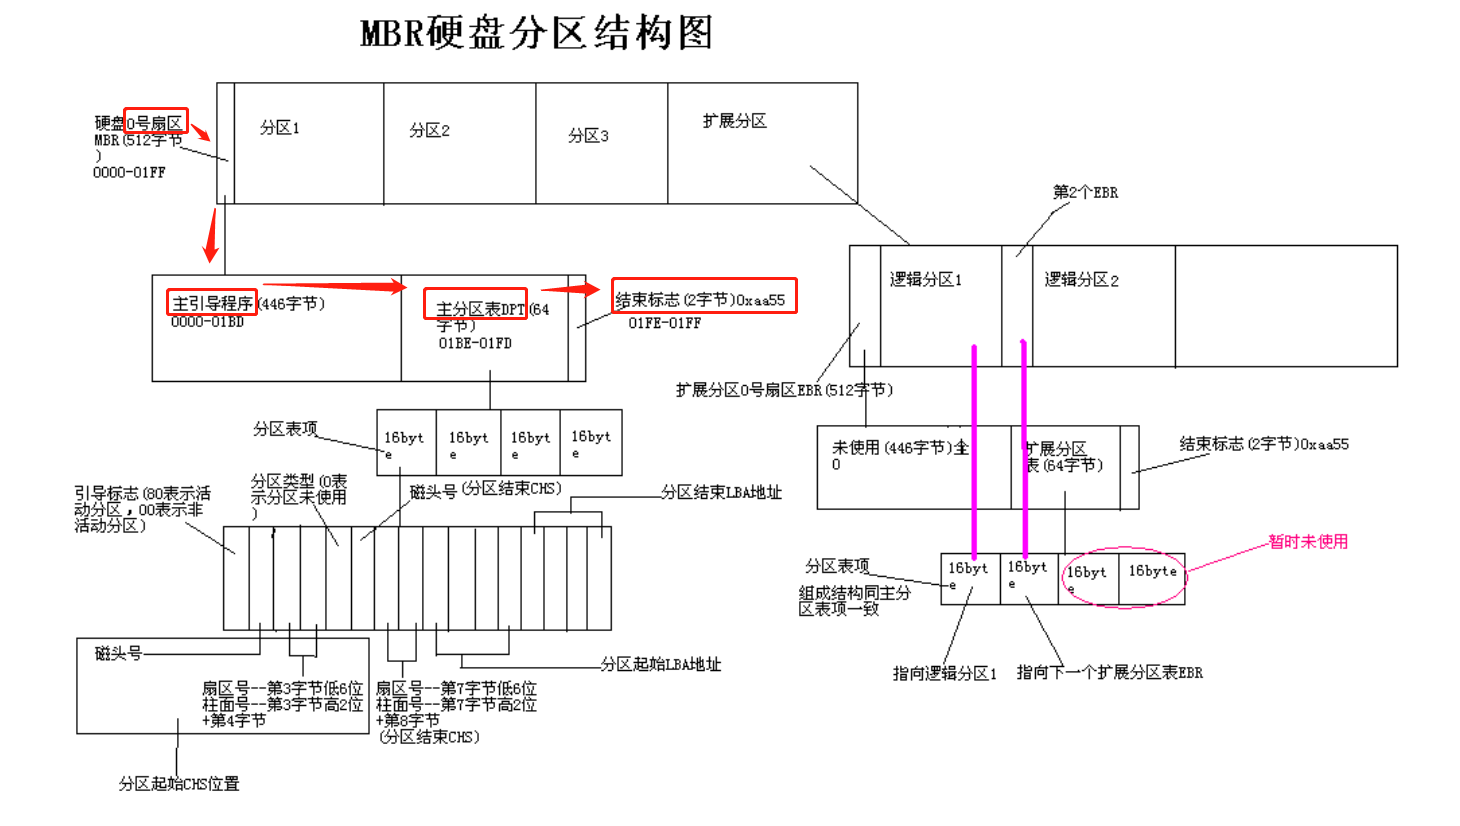 MBR硬盘分区结构图
硬盘0号扇区
MBR(512字节
)
0000-01FF
分区1
分区2
分区3
扩展分区
第2个EBR
逻辑分区1
逻辑分区2
主引导程序(446字节)
0000-01BD
主分区表DPT(64
字节)
01BE-01FD
结束标志(2字节)0xaa55
01FE-01FF
扩展分区0号扇区EBR(512字节)
分区表项
16byt
e
16byt
e
16byt
e
16byt
e
未使用(446字节)全
0
扩展分区
表(64字节)
结束标志(2字节)0xaa55
引导标志(80表示活
动分区，00表示非
活动分区)
分区类型(0表
示分区未使用
)
磁头号(分区结束CHS)
分区结束LBA地址
暂时未使用
分区表项
组成结构同主分
区表项一致
16byt
e
16byt
e
16byt
e
16byte
磁头号
扇区号--第3字节低6位
柱面号--第3字节高2位
+第4字节
扇区号--第7字节低6位
柱面号--第7字节高2位
+第8字节
(分区结束CHS)
分区起始LBA地址
指向逻辑分区1
指向下一个扩展分区表EBR
分区起始CHS位置